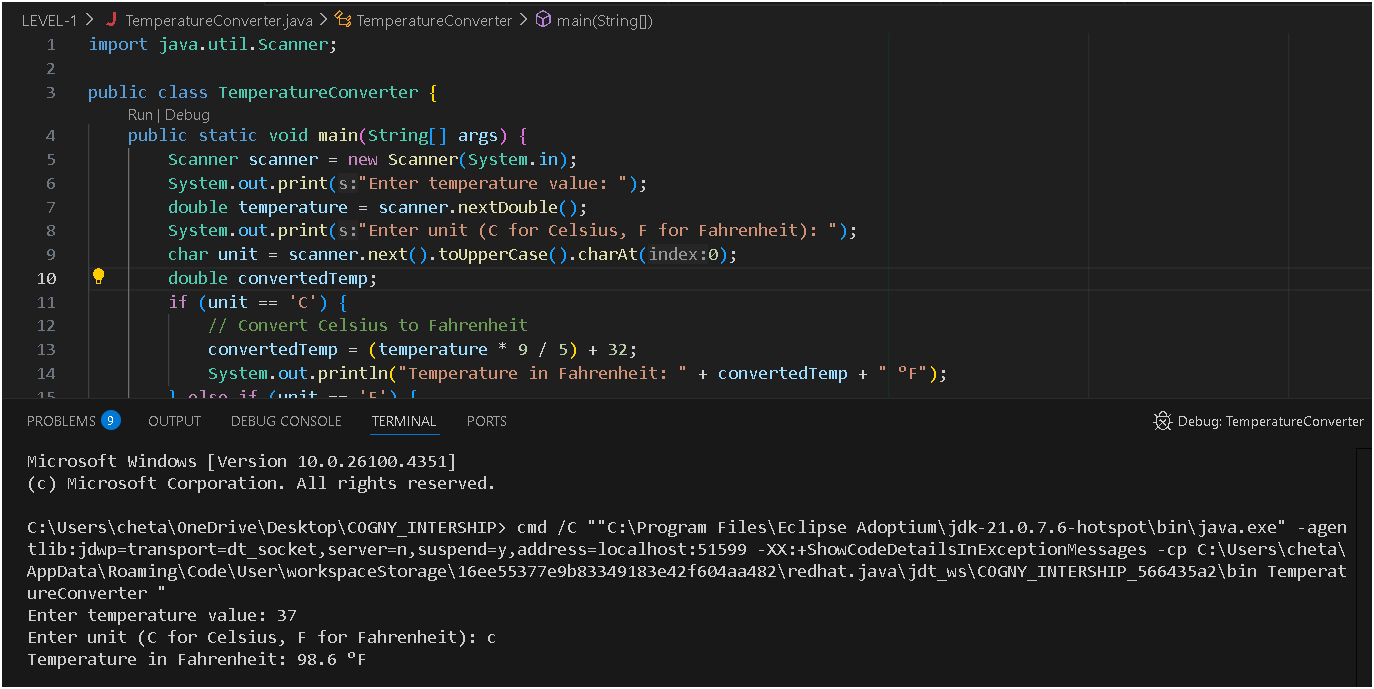 LEVEL-1 > TemperatureConverter.java > TemperatureConverter > main(String[])
1 import java.util.Scanner;
2
3 public class TemperatureConverter {
Run | Debug
4 public static void main(String[] args) {
5 Scanner scanner = new Scanner(System.in);
6 System.out.print(s:"Enter temperature value: ");
7 double temperature = scanner.nextDouble();
8 System.out.print(s:"Enter unit (C for Celsius, F for Fahrenheit): ");
9 char unit = scanner.next().toUpperCase().charAt(index:0);
10 double convertedTemp;
11 if (unit == 'C') {
12 // Convert Celsius to Fahrenheit
13 convertedTemp = (temperature * 9 / 5) + 32;
14 System.out.println("Temperature in Fahrenheit: " + convertedTemp + " ºF");
15 } else if (unit == 'F') {
PROBLEMS 9 OUTPUT DEBUG CONSOLE TERMINAL PORTS Debug: TemperatureConverter
Microsoft Windows [Version 10.0.26100.4351]
(c) Microsoft Corporation. All rights reserved.
C:\Users\cheta\OneDrive\Desktop\COGNY_INTERSHIP> cmd /C ""C:\Program Files\Eclipse Adoptium\jdk-21.0.7.6-hotspot\bin\java.exe" -agen
tlib:jdwp=transport=dt_socket,server=n,suspend=y,address=localhost:51599 -XX:+ShowCodeDetailsInExceptionMessages -cp C:\Users\cheta\
AppData\Roaming\Code\User\workspaceStorage\16ee55377e9b83349183e42f604aa482\redhat.java\jdt_ws\COGNY_INTERSHIP_566435a2\bin Temperat
ureConverter "
Enter temperature value: 37
Enter unit (C for Celsius, F for Fahrenheit): c
Temperature in Fahrenheit: 98.6 ºF